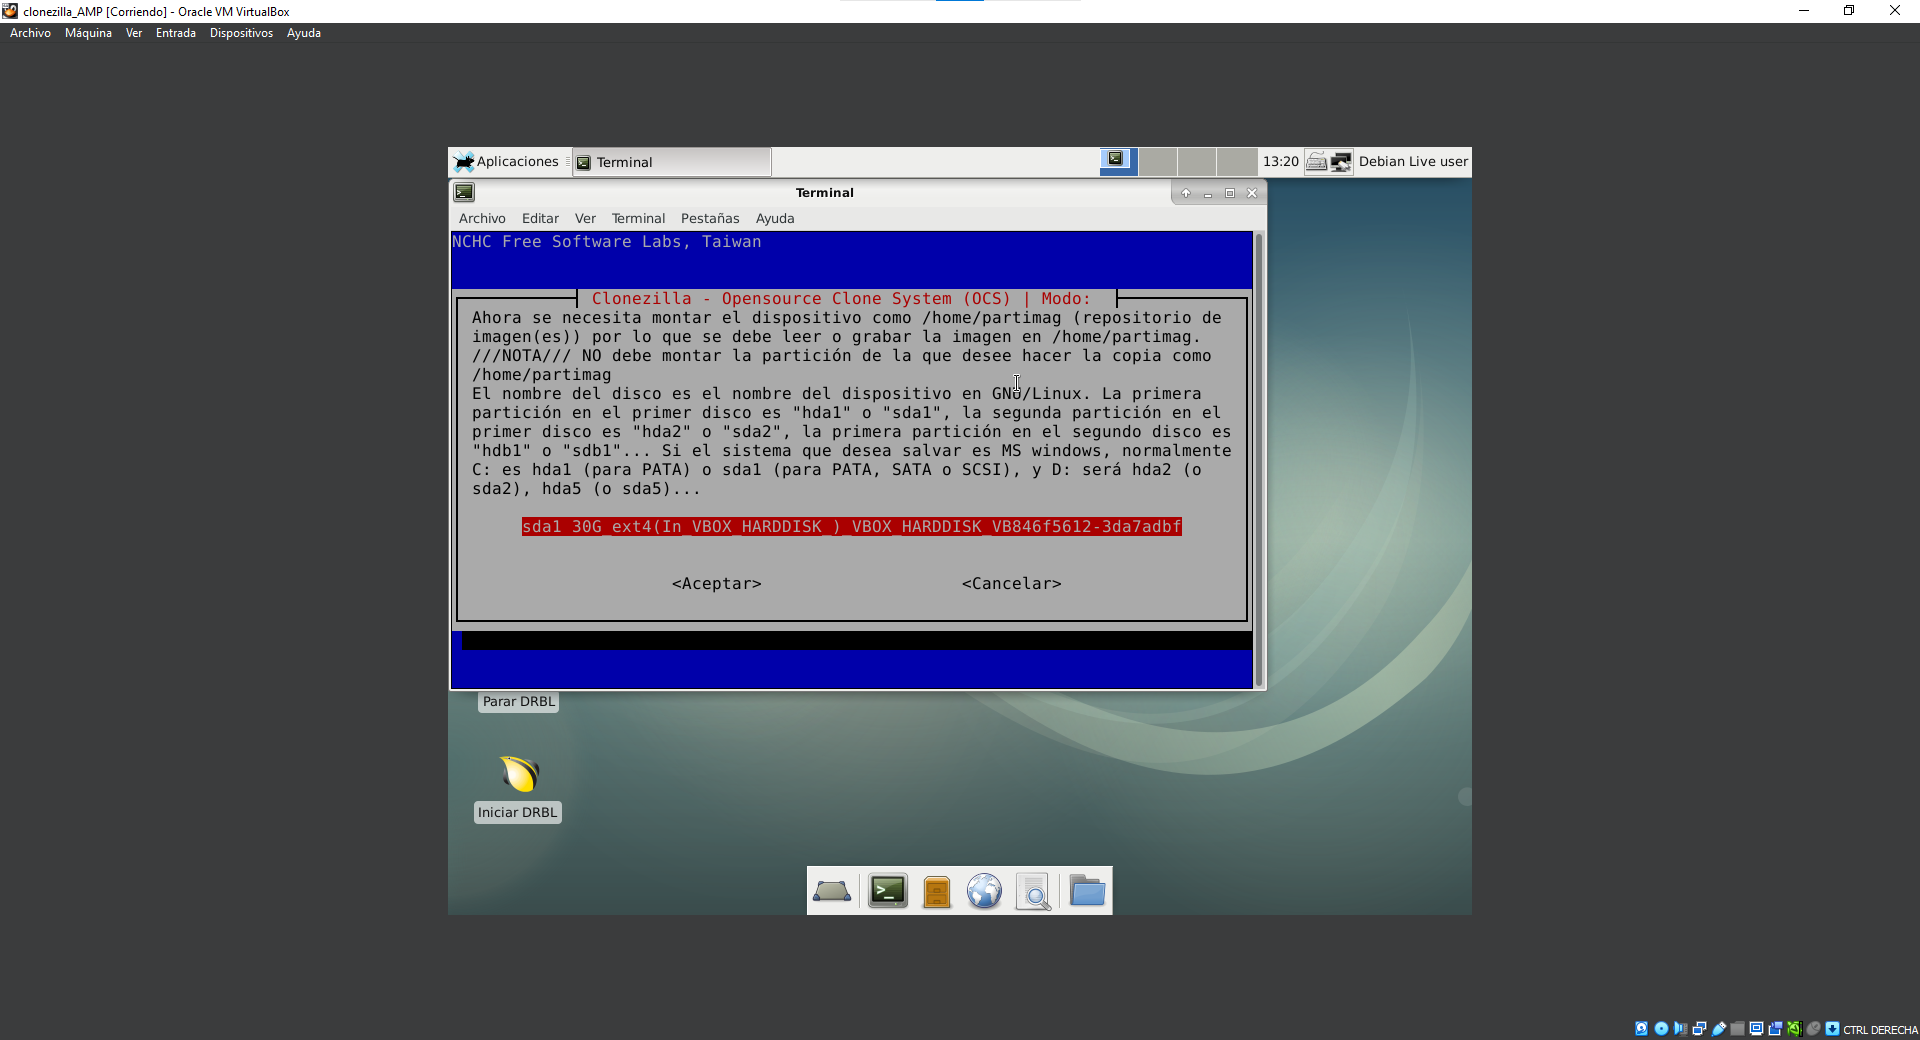 clonezilla_AMP [Corriendo] - Oracle VM VirtualBox
Archivo Máquina Ver Entrada Dispositivos Ayuda
Aplicaciones Terminal 13:20 Debian Live user
Terminal
Archivo Editar Ver Terminal Pestañas Ayuda
NCHC Free Software Labs, Taiwan
Clonezilla - Opensource Clone System (OCS) | Modo:
Ahora se necesita montar el dispositivo como /home/partimag (repositorio de
imagen(es)) por lo que se debe leer o grabar la imagen en /home/partimag.
///NOTA/// NO debe montar la partición de la que desee hacer la copia como
/home/partimag
El nombre del disco es el nombre del dispositivo en GNU/Linux. La primera
partición en el primer disco es "hda1" o "sda1", la segunda partición en el
primer disco es "hda2" o "sda2", la primera partición en el segundo disco es
"hdb1" o "sdb1"... Si el sistema que desea salvar es MS windows, normalmente
C: es hda1 (para PATA) o sda1 (para PATA, SATA o SCSI), y D: será hda2 (o
sda2), hda5 (o sda5)...
sda1 30G_ext4(In_VBOX_HARDDISK_)_VBOX_HARDDISK_VB846f5612-3da7adbf
<Aceptar> <Cancelar>
Parar DRBL
Iniciar DRBL
CTRL DERECHA